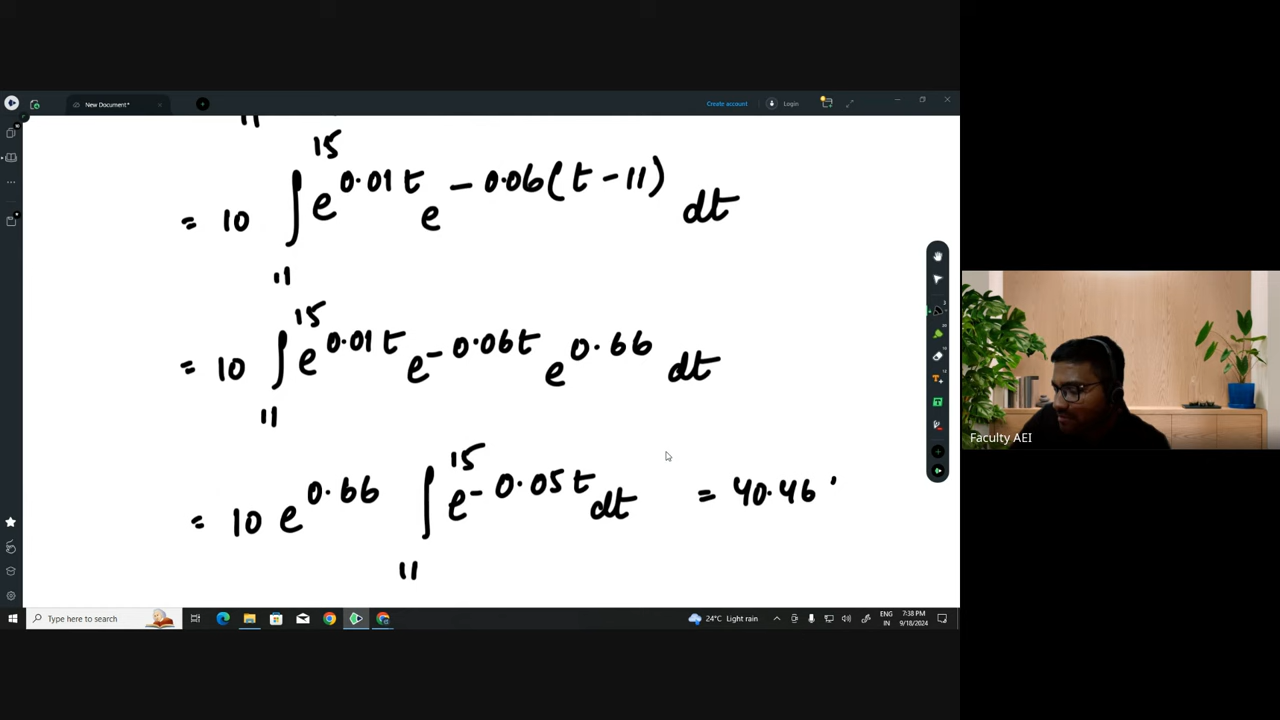 New Document*
Create account
Login
11
15
= 10 ∫ e^0.01t e^-0.06(t-11) dt
11
15
= 10 ∫ e^0.01t e^-0.06t e^0.66 dt
11
15
= 10 e^0.66 ∫ e^-0.05t dt = 40.46
11
Faculty AEI
Type here to search
24°C Light rain
ENG
IN
7:38 PM
9/18/2024